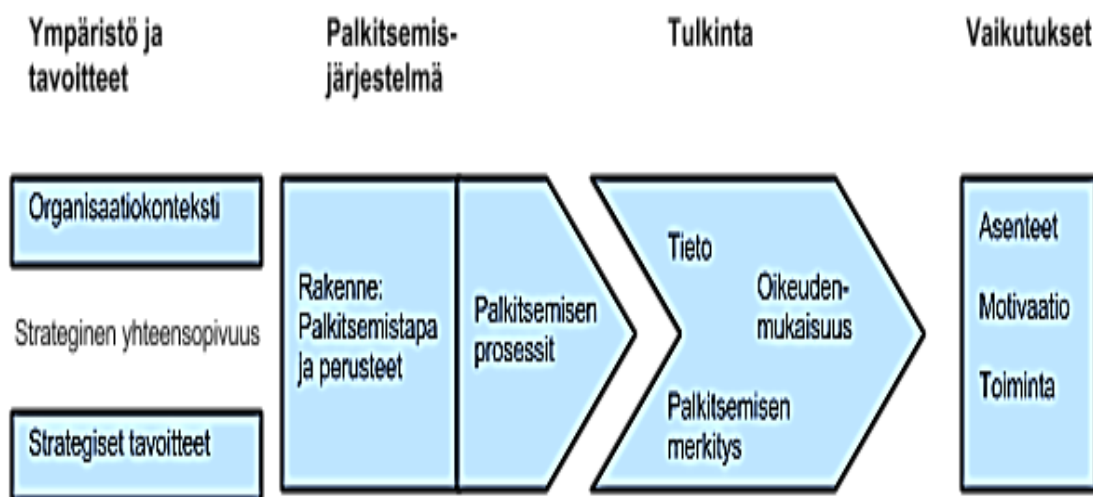 Ympäristö ja
tavoitteet
Palkitsemis-
järjestelmä
Tulkinta
Vaikutukset
Organisaatiokonteksti
Strateginen yhteensopivuus
Strategiset tavoitteet
Rakenne:
Palkitsemistapa
ja perusteet
Palkitsemisen
prosessit
Tieto
Oikeuden-
mukaisuus
Palkitsemisen
merkitys
Asenteet
Motivaatio
Toiminta